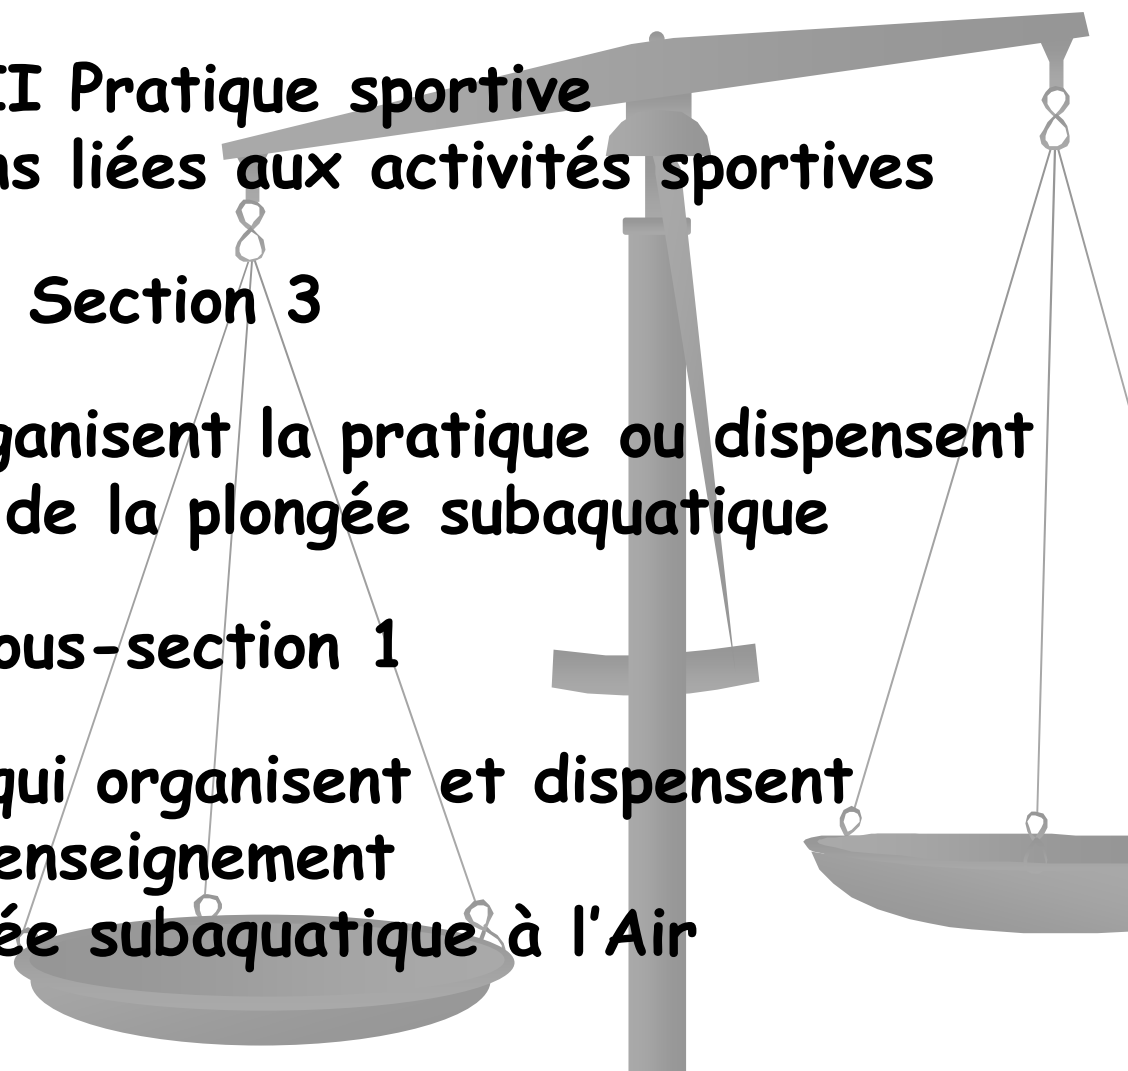 II Pratique sportive
ns liées aux activités sportives
Section 3
ganisent la pratique ou dispensent
de la plongée subaquatique
ous-section 1
qui organisent et dispensent
enseignement
ée subaquatique à l’Air